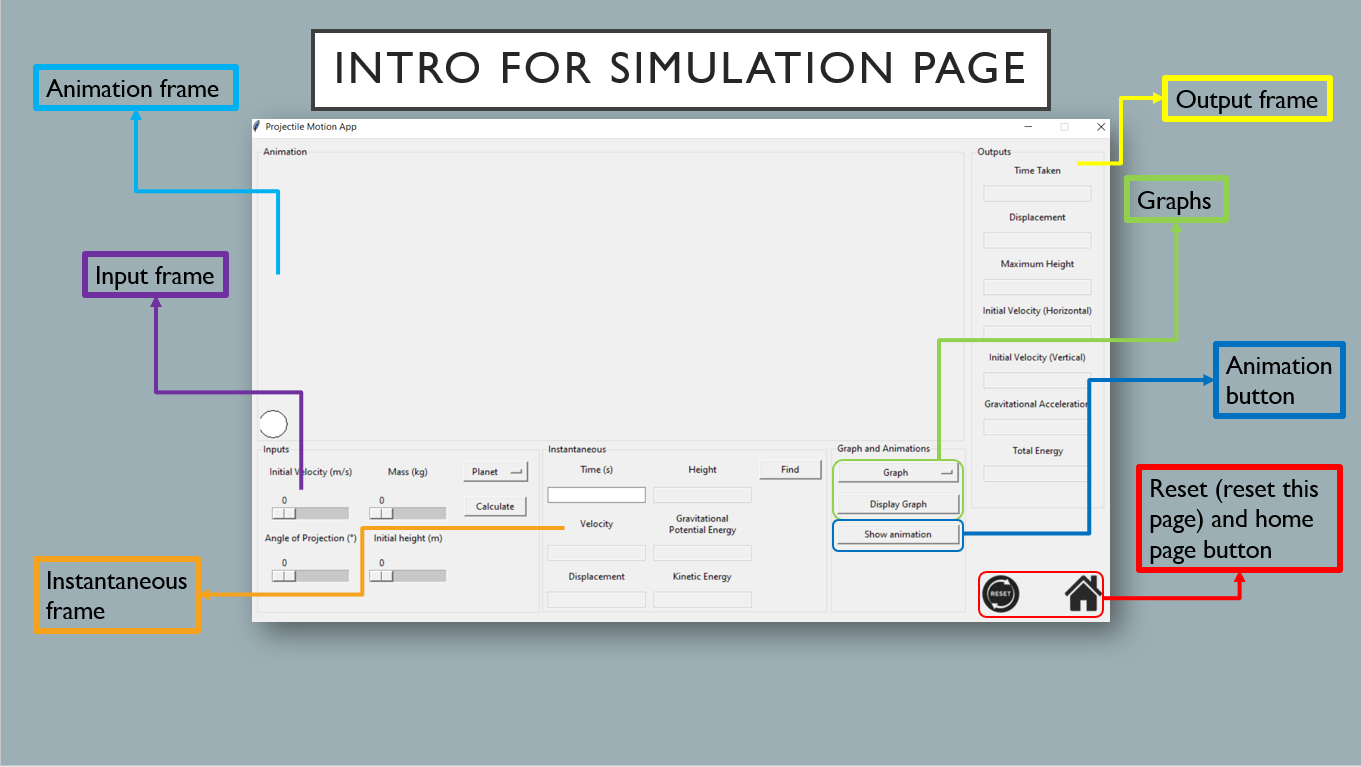 INTRO FOR SIMULATION PAGE
Animation frame
Output frame
Projectile Motion App
Animation
Outputs
Time Taken
Graphs
Displacement
Input frame
Maximum Height
Initial Velocity (Horizontal)
Initial Velocity (Vertical)
Animation
button
Gravitational Acceleration
Total Energy
Inputs
Initial Velocity (m/s)
Mass (kg)
Planet
0
0
Calculate
Angle of Projection (°)
Initial height (m)
0
0
Instantaneous
Time (s)
Height
Find
Velocity
Gravitational
Potential Energy
Displacement
Kinetic Energy
Graph and Animations
Graph
Display Graph
Show animation
Reset (reset this
page) and home
page button
RESET
Instantaneous
frame